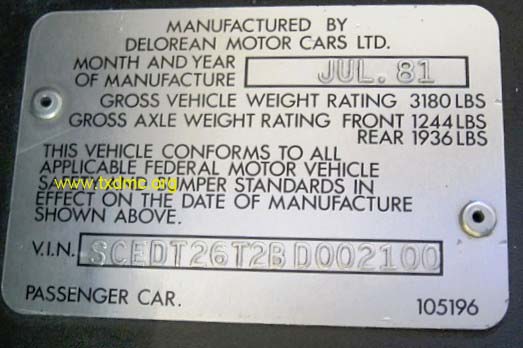 MANUFACTURED BY
DELOREAN MOTOR CARS LTD.
MONTH AND YEAR
OF MANUFACTURE JUL. 81
GROSS VEHICLE WEIGHT RATING 3180 LBS
GROSS AXLE WEIGHT RATING FRONT 1244 LBS
REAR 1936 LBS
THIS VEHICLE CONFORMS TO ALL
APPLICABLE FEDERAL MOTOR VEHICLE
www.txdmc.org
STANDARDS IN
EFFECT ON THE DATE OF MANUFACTURE
SHOWN ABOVE.
V.I.N. SCEDT26T2BD002100
PASSENGER CAR. 105196